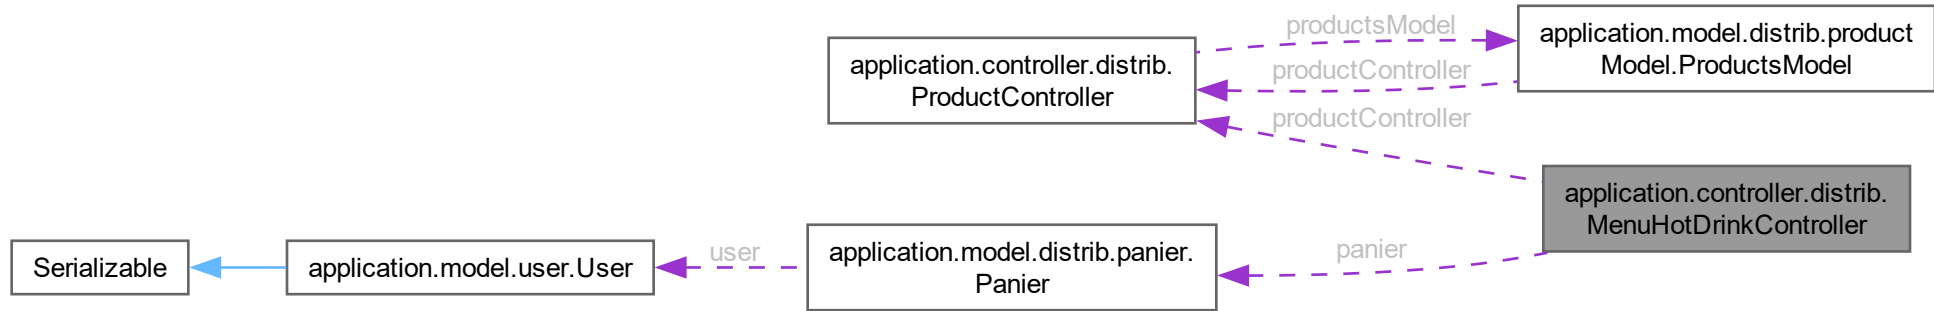 productsModel
application.model.distrib.product
Model.ProductsModel
application.controller.distrib.
ProductController
productController
productController
application.controller.distrib.
MenuHotDrinkController
Serializable
application.model.user.User
user
application.model.distrib.panier.
Panier
panier